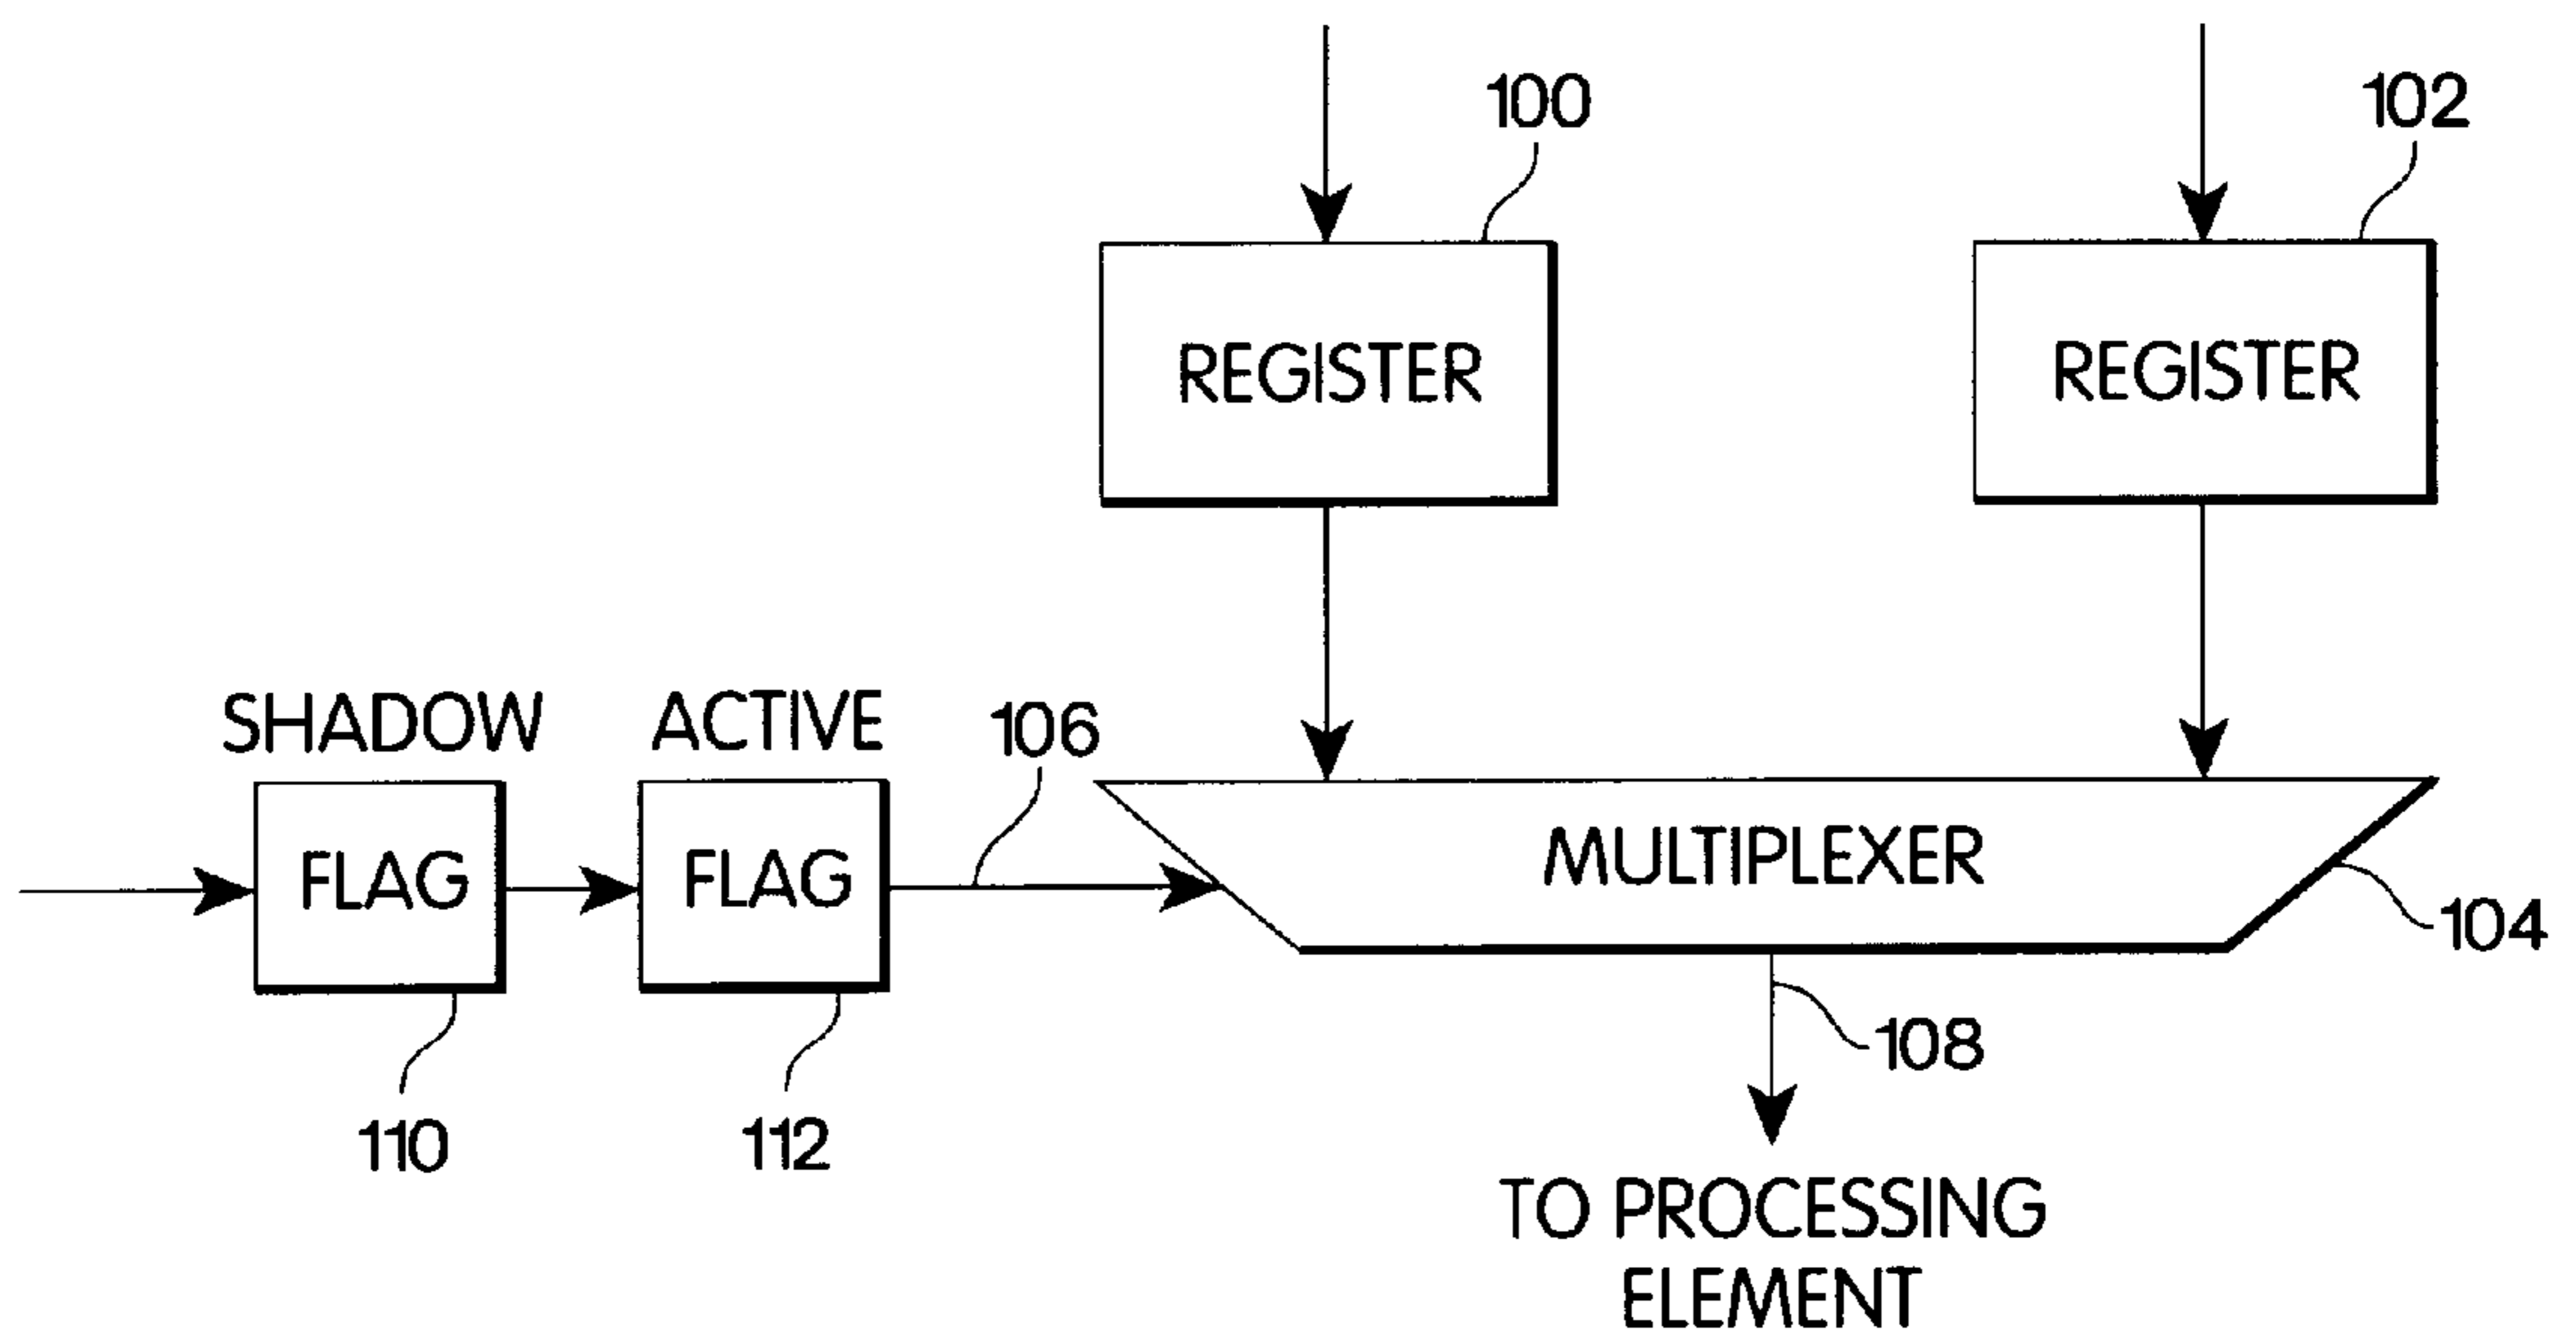 100
102
REGISTER
REGISTER
SHADOW
ACTIVE
106
FLAG
FLAG
MULTIPLEXER
104
108
110
112
TO PROCESSING
ELEMENT